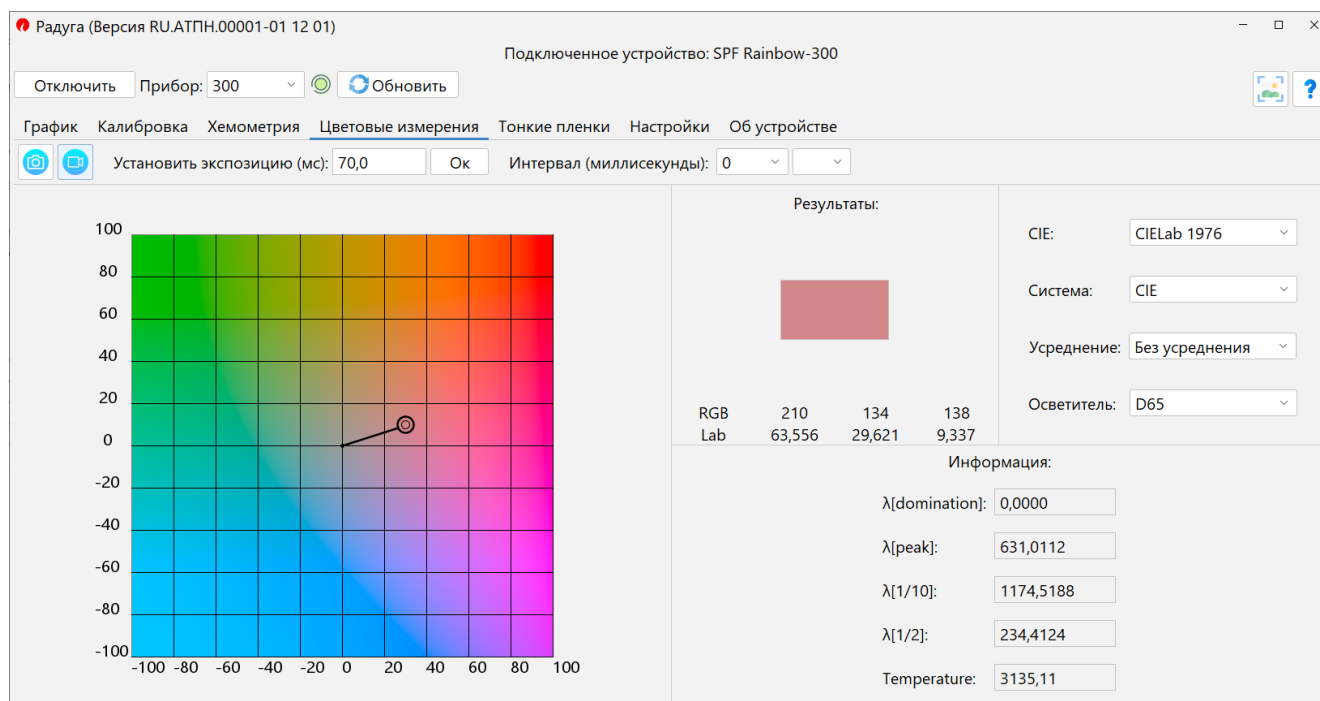 Радуга (Версия RU.АТПН.00001-01 12 01)
Подключенное устройство: SPF Rainbow-300
Отключить Прибор: 300 Обновить ?
График Калибровка Хемометрия Цветовые измерения Тонкие пленки Настройки Об устройстве
Установить экспозицию (мс): 70,0 Ок Интервал (миллисекунды): 0
100
80
60
40
20
0
-20
-40
-60
-80
-100
-100 -80 -60 -40 -20 0 20 40 60 80 100
Результаты:
RGB 210 134 138
Lab 63,556 29,621 9,337
CIE: CIELab 1976
Система: CIE
Усреднение: Без усреднения
Осветитель: D65
Информация:
λ[domination]: 0,0000
λ[peak]: 631,0112
λ[1/10]: 1174,5188
λ[1/2]: 234,4124
Temperature: 3135,11